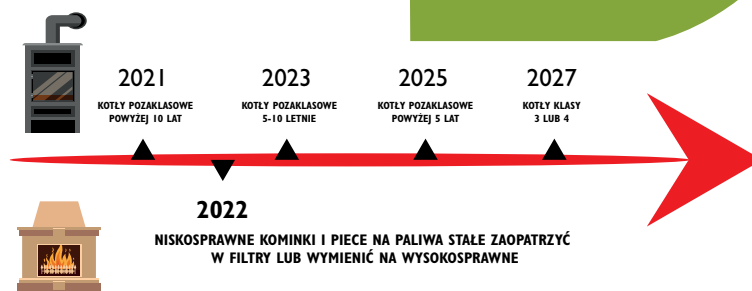 2021
KOTŁY POZAKLASOWE
POWYŻEJ 10 LAT
2023
KOTŁY POZAKLASOWE
5-10 LETNIE
2025
KOTŁY POZAKLASOWE
POWYŻEJ 5 LAT
2027
KOTŁY KLASY
3 LUB 4
2022
NISKOSPRAWNE KOMINKI I PIECE NA PALIWA STAŁE ZAOPATRZYĆ
W FILTRY LUB WYMIENIĆ NA WYSOKOSPRAWNE